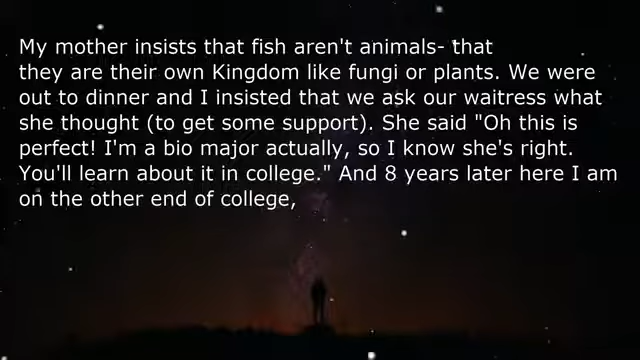 My mother insists that fish aren't animals- that
they are their own Kingdom like fungi or plants. We were
out to dinner and I insisted that we ask our waitress what
she thought (to get some support). She said "Oh this is
perfect! I'm a bio major actually, so I know she's right.
You'll learn about it in college." And 8 years later here I am
on the other end of college,